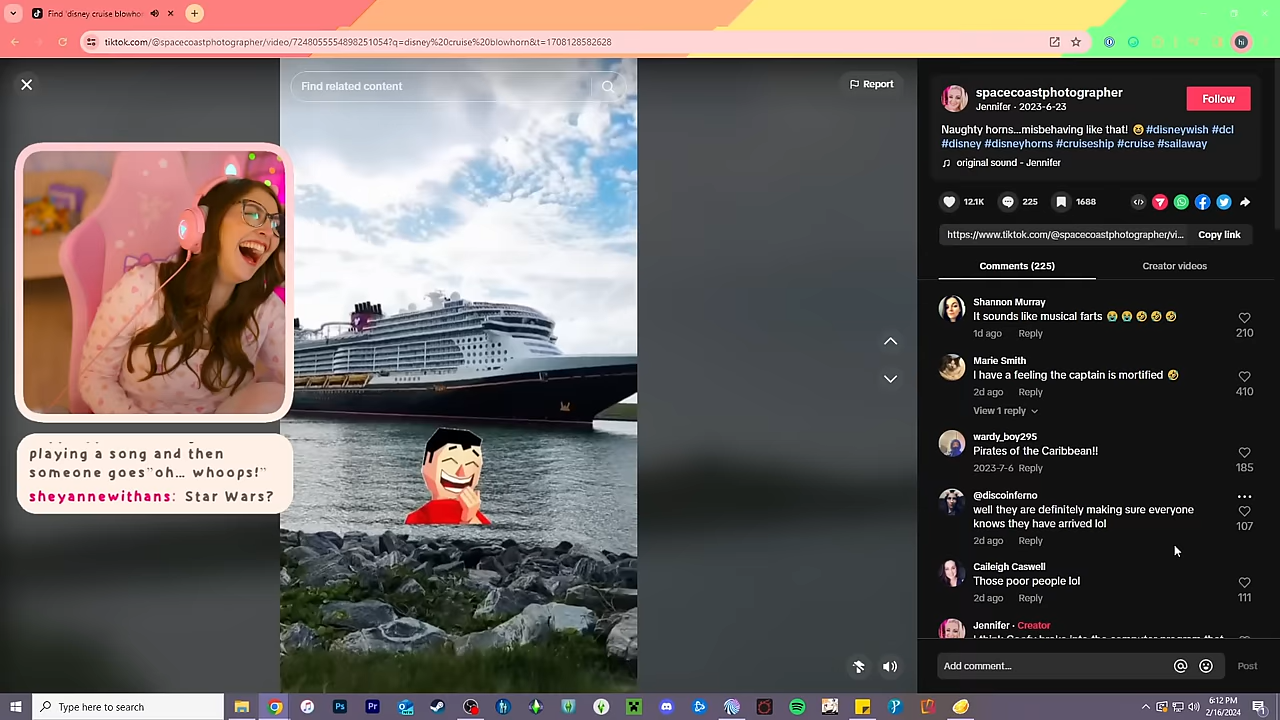 Find 'disney cruise blowhor
tiktok.com/@spacecoastphotographer/video/7248055554898251054?q=disney%20cruise%20blowhorn&t=1708128582628
hi
Find related content
Report
spacecoastphotographer
Jennifer · 2023-6-23
Follow
Naughty horns...misbehaving like that! 😆 #disneywish #dcl
#disney #disneyhorns #cruiseship #cruise #sailaway
original sound - Jennifer
12.1K
225
1688
https://www.tiktok.com/@spacecoastphotographer/vi...
Copy link
Comments (225)
Creator videos
Shannon Murray
It sounds like musical farts 😭 😭 🤣 🤣 🤣
1d ago Reply
210
Marie Smith
I have a feeling the captain is mortified 🤣
2d ago Reply
410
View 1 reply
wardy_boy295
Pirates of the Caribbean!!
2023-7-6 Reply
185
@discoinferno
well they are definitely making sure everyone
knows they have arrived lol
2d ago Reply
107
Caileigh Caswell
Those poor people lol
2d ago Reply
111
Jennifer · Creator
Add comment...
Post
playing a song and then
someone goes"oh... whoops!"
sheyannewithans: Star Wars?
Type here to search
Ps
Pr
6:12 PM
2/16/2024